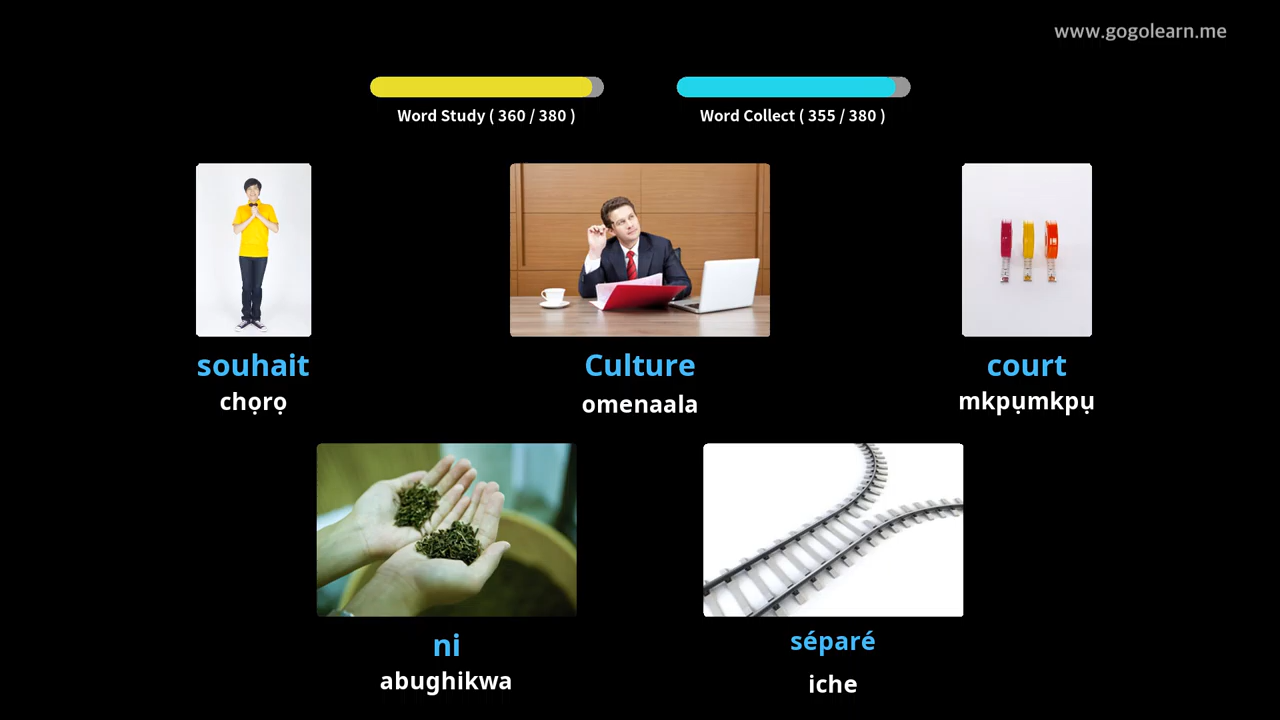 www.gogolearn.me
Word Study ( 360 / 380 )
Word Collect ( 355 / 380 )
souhait
chọrọ
Culture
omenaala
court
mkpụmkpụ
ni
abughikwa
séparé
iche